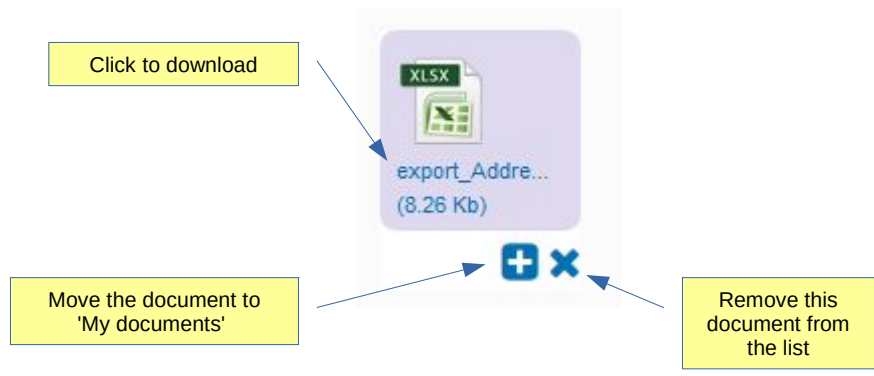 Click to download
XLSX
export_Addre...
(8.26 Kb)
Move the document to
'My documents'
Remove this
document from
the list